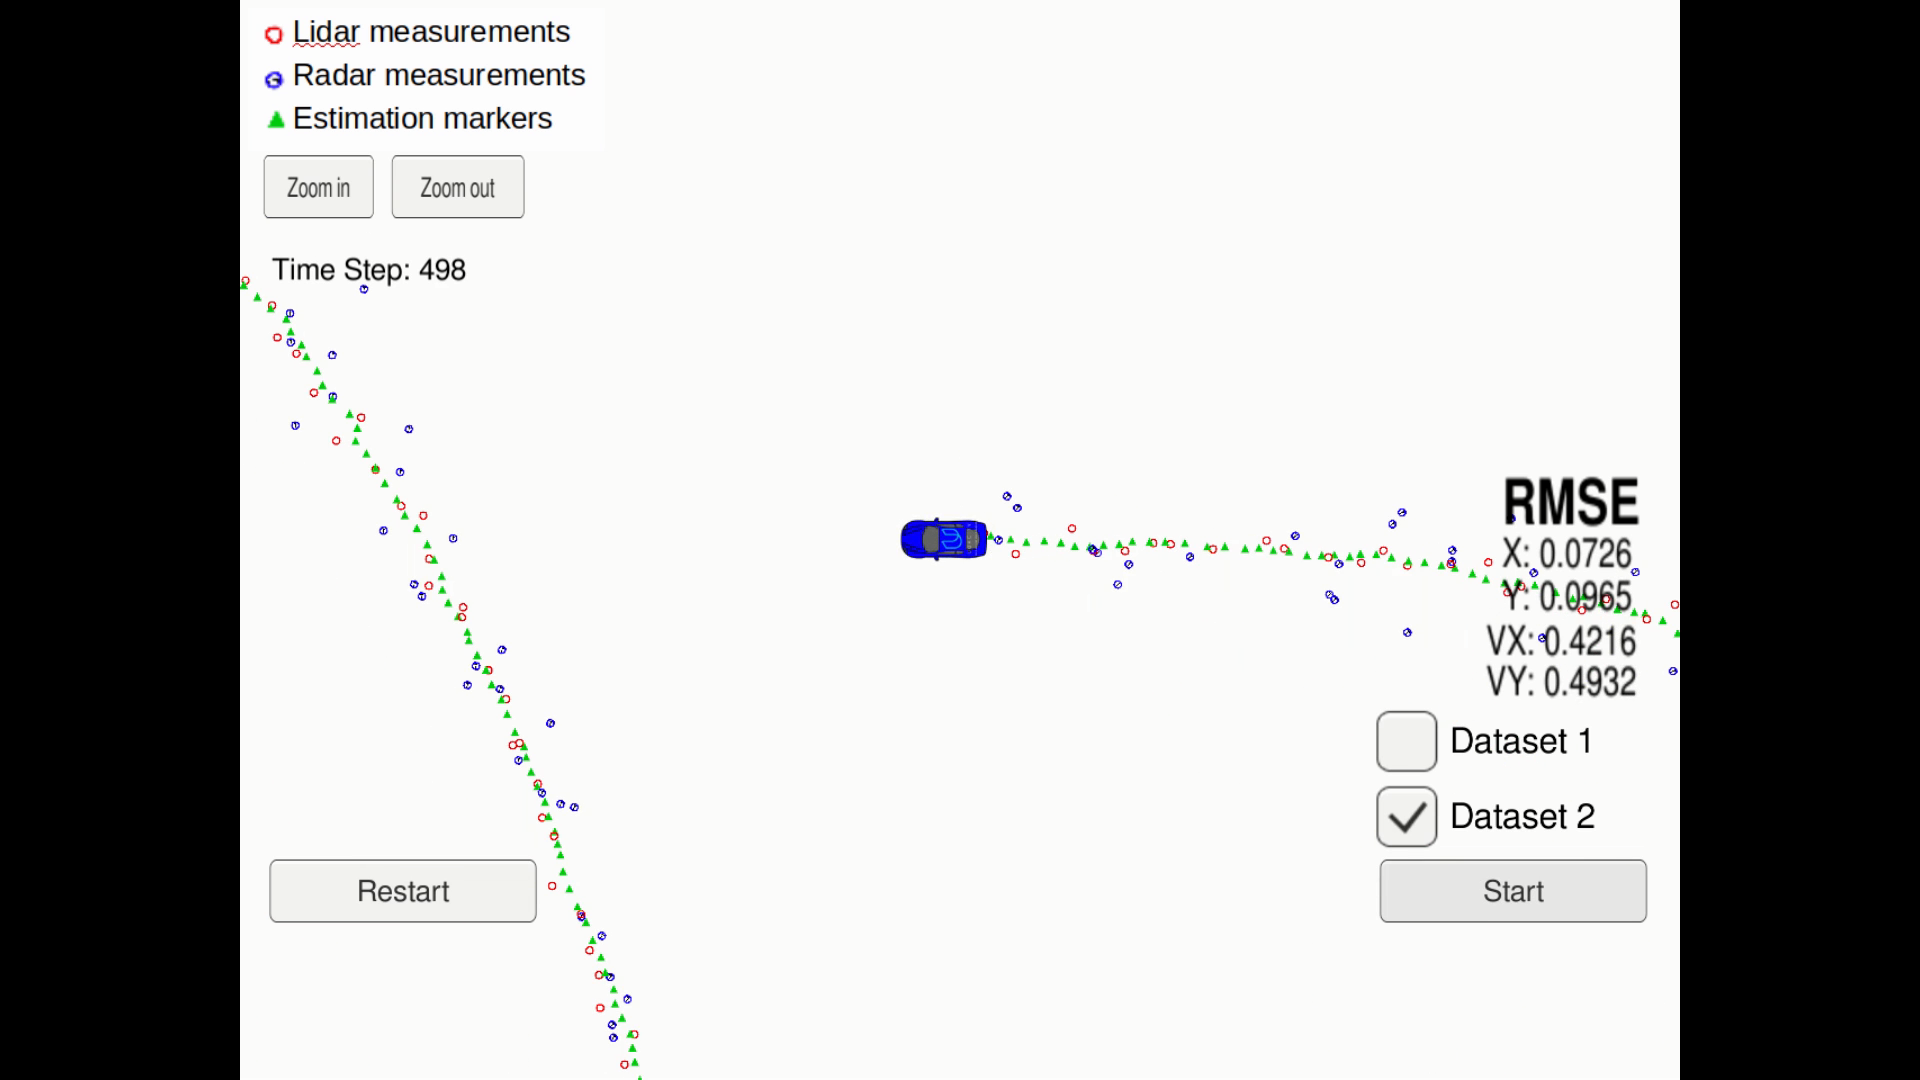 Lidar measurements
Radar measurements
Estimation markers
Zoom in
Zoom out
Time Step: 498
RMSE
X: 0.0726
Y: 0.0965
VX: 0.4216
VY: 0.4932
Dataset 1
Dataset 2
Restart
Start